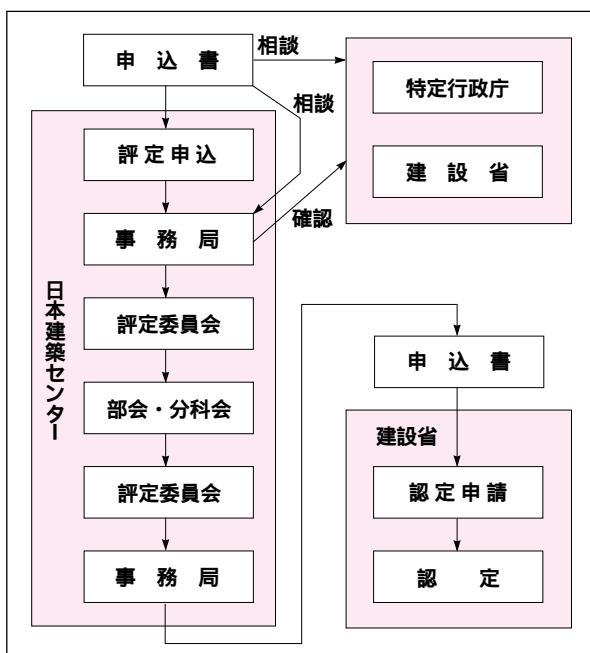 申込書
相談
相談
特定行政庁
建設省
確認
日本建築センター
評定申込
事務局
評定委員会
部会・分科会
評定委員会
事務局
申込書
建設省
認定申請
認定